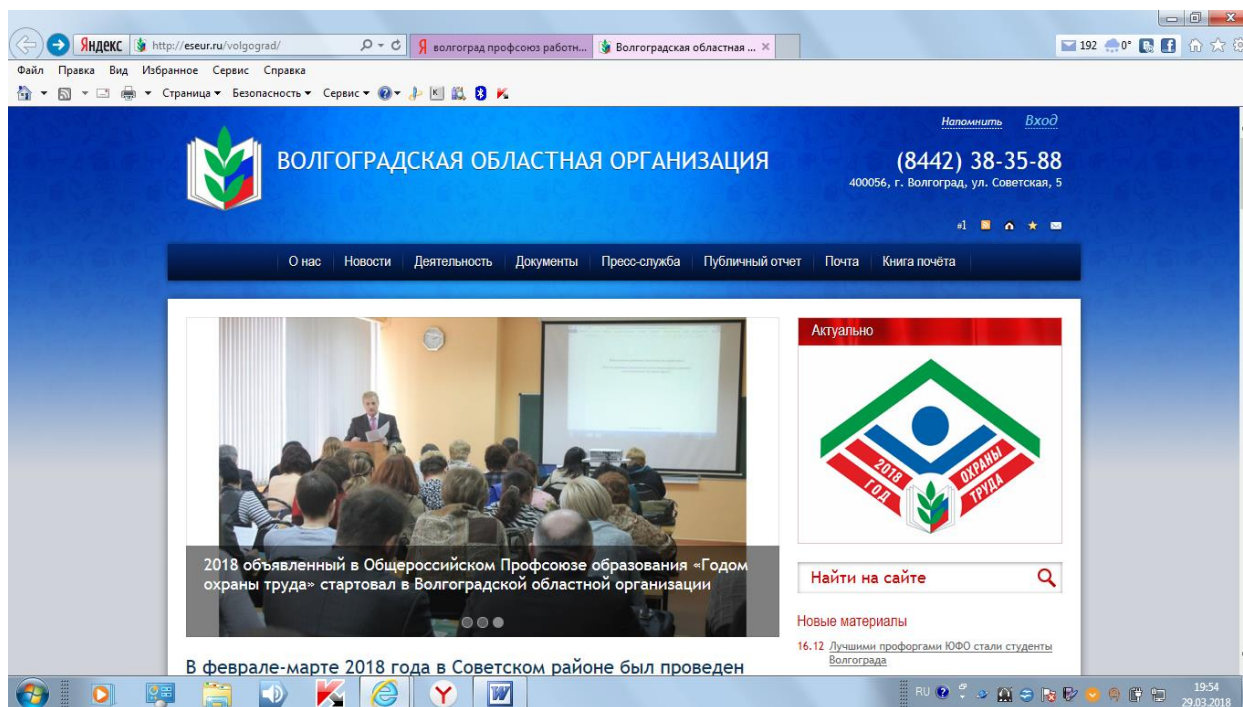 Яндекс http://eseur.ru/volgograd/
волгоград профсоюз работн...
Волгоградская областная ...
192
0°
Файл Правка Вид Избранное Сервис Справка
Страница Безопасность Сервис
Напомнить Вход
ВОЛГОГРАДСКАЯ ОБЛАСТНАЯ ОРГАНИЗАЦИЯ
(8442) 38-35-88
400056, г. Волгоград, ул. Советская, 5
#1
О нас Новости Деятельность Документы Пресс-служба Публичный отчет Почта Книга почёта
2018 объявленный в Общероссийском Профсоюзе образования «Годом
охраны труда» стартовал в Волгоградской областной организации
В феврале-марте 2018 года в Советском районе был проведен
Актуально
2018
ГОД
ОХРАНЫ
ТРУДА
Найти на сайте
Новые материалы
16.12 Лучшими профоргами ЮФО стали студенты
Волгограда
RU
19:54
29.03.2018